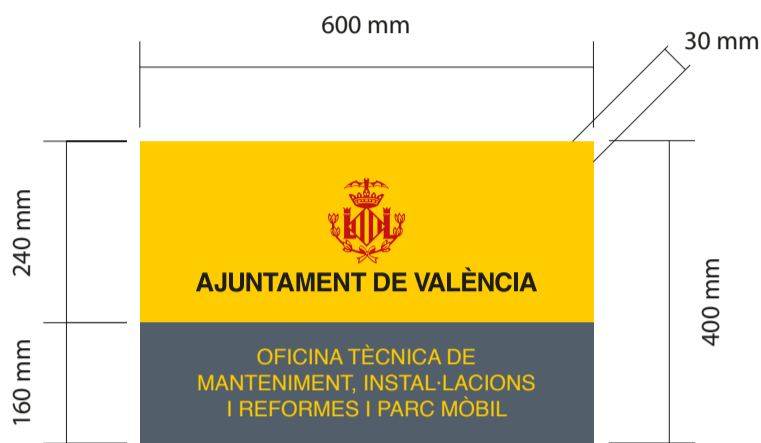 600 mm
30 mm
240 mm
AJUNTAMENT DE VALÈNCIA
400 mm
160 mm
OFICINA TÈCNICA DE
MANTENIMENT, INSTAL·LACIONS
I REFORMES I PARC MÒBIL